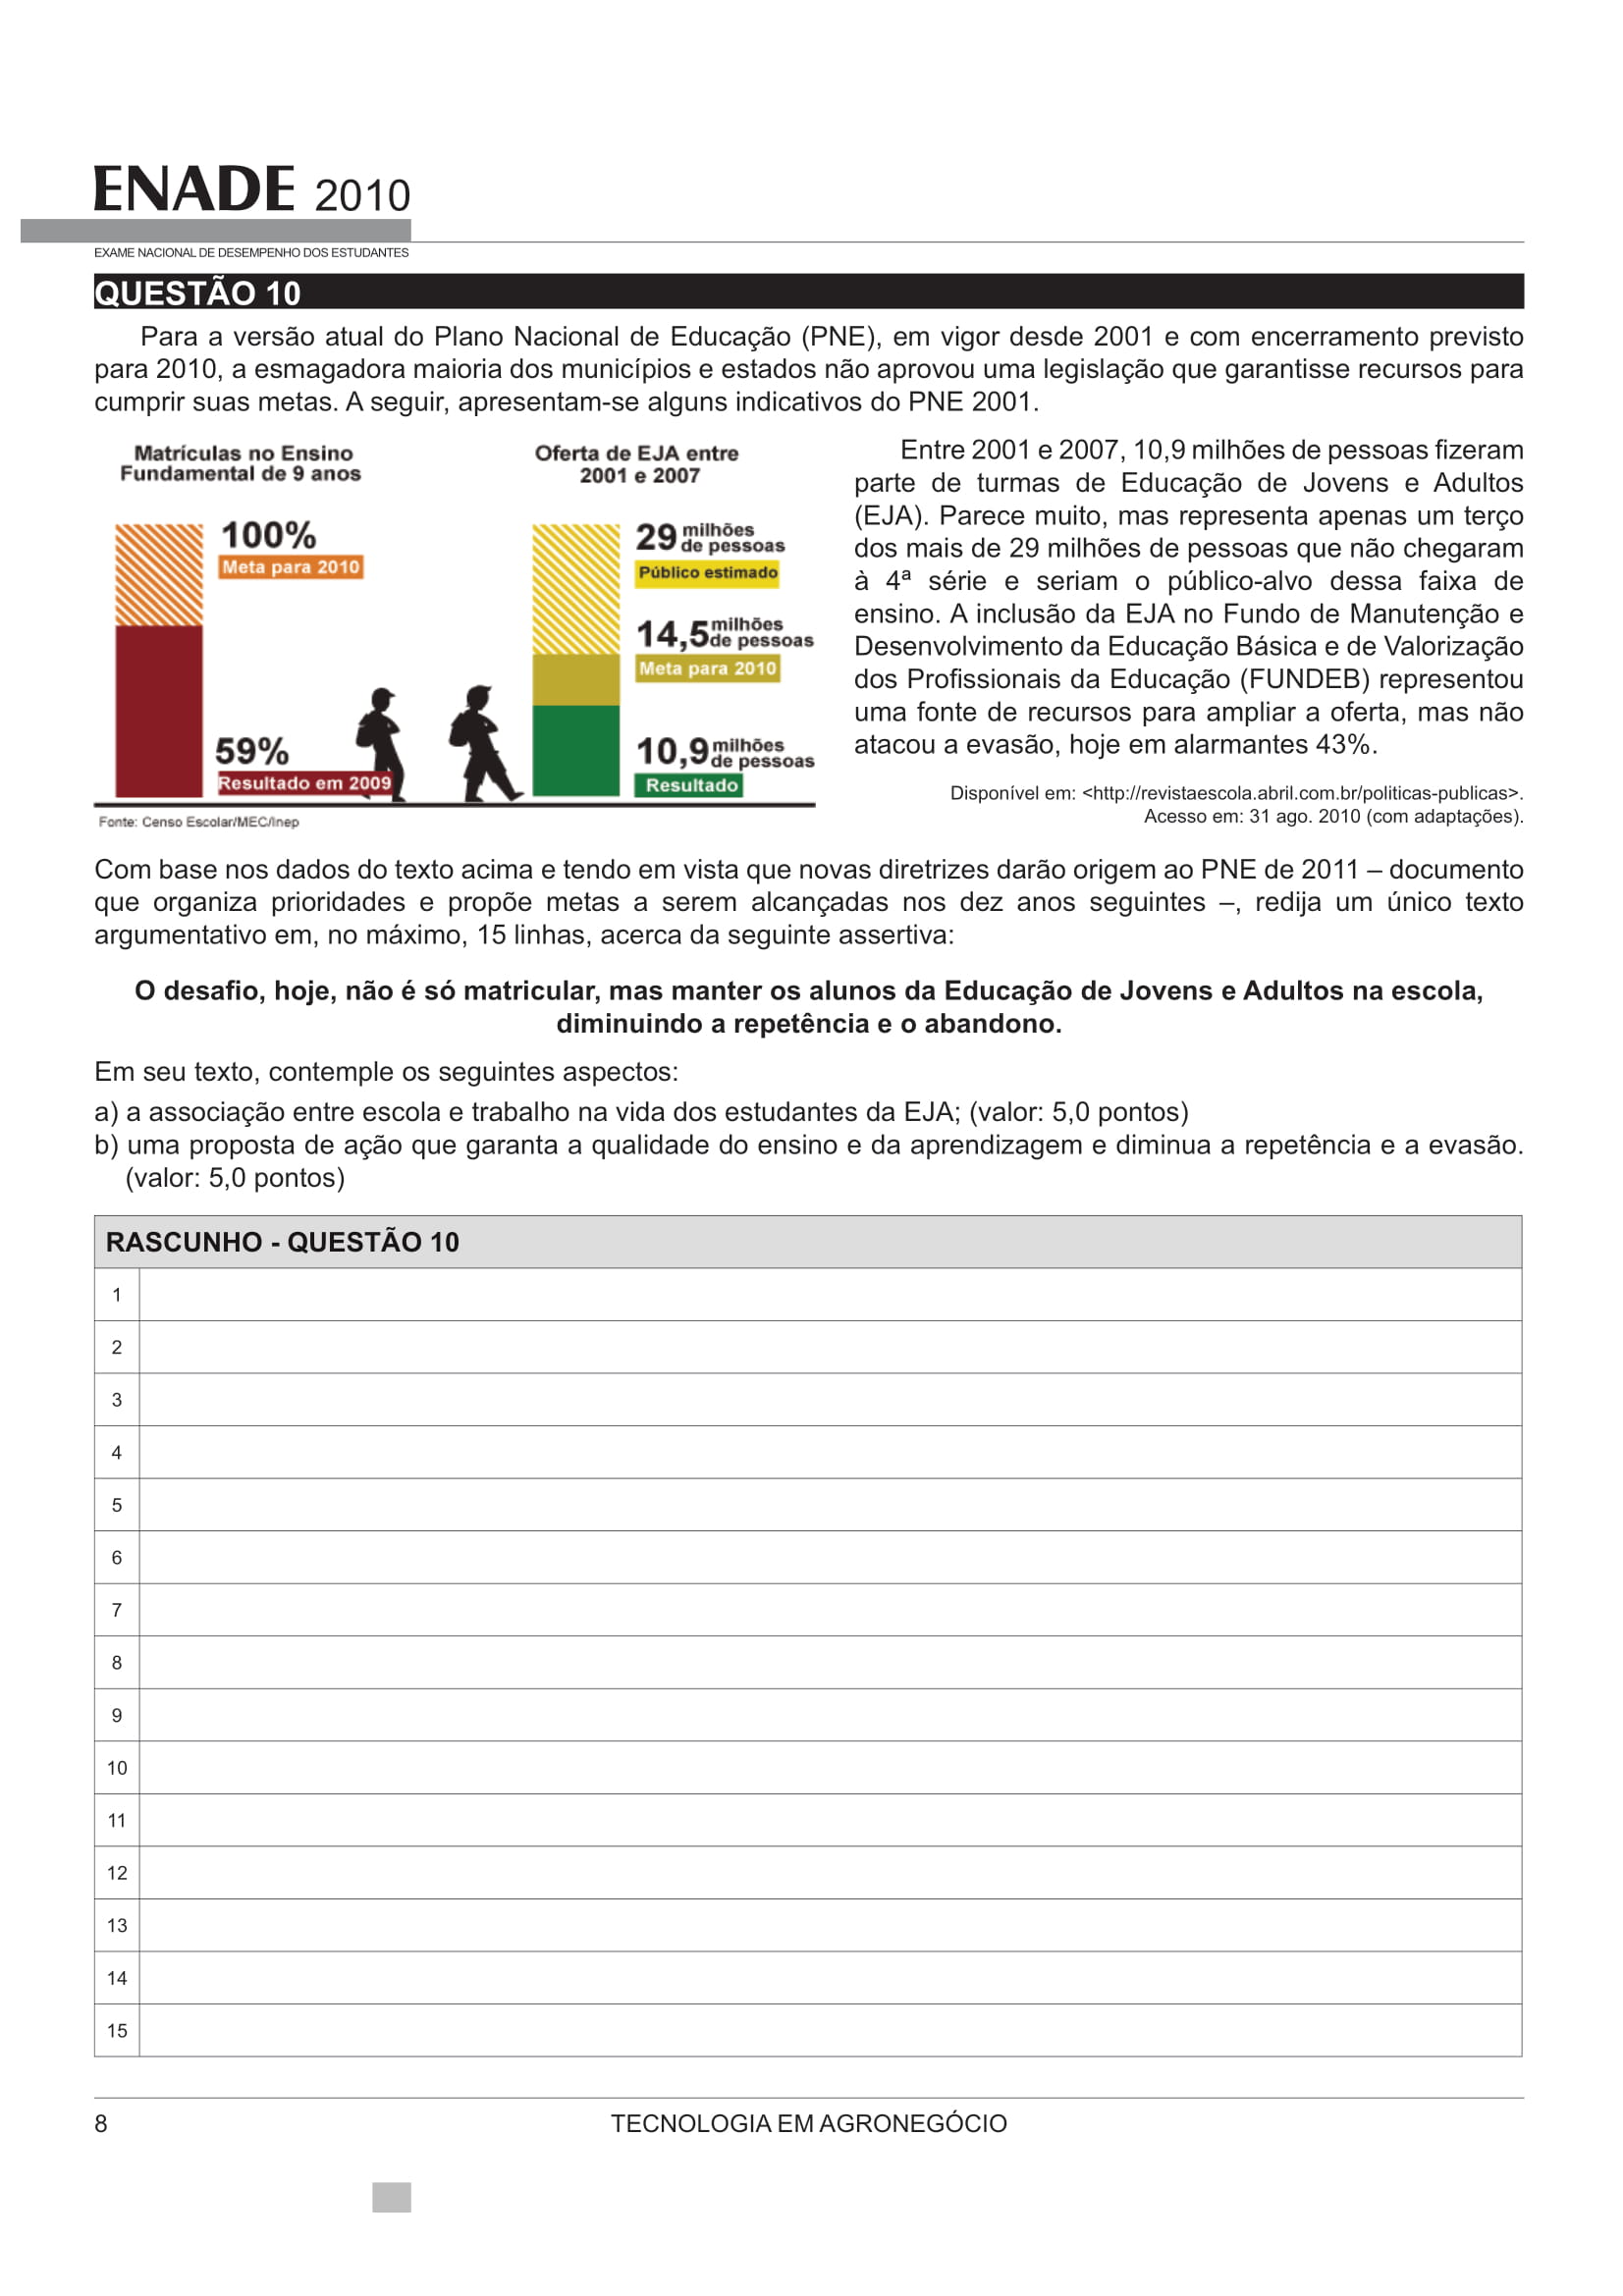 ENADE 2010
EXAME NACIONAL DE DESEMPENHO DOS ESTUDANTES
QUESTÃO 10
Para a versão atual do Plano Nacional de Educação (PNE), em vigor desde 2001 e com encerramento previsto
para 2010, a esmagadora maioria dos municípios e estados não aprovou uma legislação que garantisse recursos para
cumprir suas metas. A seguir, apresentam-se alguns indicativos do PNE 2001.
Matrículas no Ensino
Fundamental de 9 anos
100%
Meta para 2010
59%
Resultado em 2009
Oferta de EJA entre
2001 e 2007
29 milhões
de pessoas
Público estimado
14,5 milhões
de pessoas
Meta para 2010
10,9 milhões
de pessoas
Resultado
Fonte: Censo Escolar/MEC/Inep
Entre 2001 e 2007, 10,9 milhões de pessoas fizeram
parte de turmas de Educação de Jovens e Adultos
(EJA). Parece muito, mas representa apenas um terço
dos mais de 29 milhões de pessoas que não chegaram
à 4ª série e seriam o público-alvo dessa faixa de
ensino. A inclusão da EJA no Fundo de Manutenção e
Desenvolvimento da Educação Básica e de Valorização
dos Profissionais da Educação (FUNDEB) representou
uma fonte de recursos para ampliar a oferta, mas não
atacou a evasão, hoje em alarmantes 43%.
Disponível em: <http://revistaescola.abril.com.br/politicas-publicas>.
Acesso em: 31 ago. 2010 (com adaptações).
Com base nos dados do texto acima e tendo em vista que novas diretrizes darão origem ao PNE de 2011 – documento
que organiza prioridades e propõe metas a serem alcançadas nos dez anos seguintes –, redija um único texto
argumentativo em, no máximo, 15 linhas, acerca da seguinte assertiva:
O desafio, hoje, não é só matricular, mas manter os alunos da Educação de Jovens e Adultos na escola,
diminuindo a repetência e o abandono.
Em seu texto, contemple os seguintes aspectos:
a) a associação entre escola e trabalho na vida dos estudantes da EJA; (valor: 5,0 pontos)
b) uma proposta de ação que garanta a qualidade do ensino e da aprendizagem e diminua a repetência e a evasão.
(valor: 5,0 pontos)
RASCUNHO - QUESTÃO 10
1
2
3
4
5
6
7
8
9
10
11
12
13
14
15
8
TECNOLOGIA EM AGRONEGÓCIO